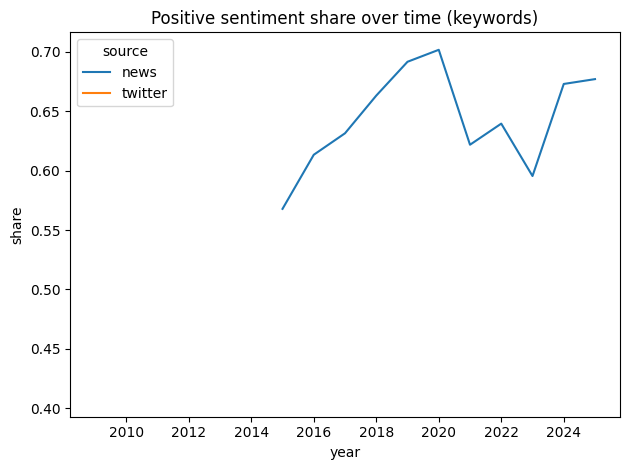 Positive sentiment share over time (keywords)
source
news
twitter
0.70
0.65
0.60
0.55
0.50
0.45
0.40
share
2010 2012 2014 2016 2018 2020 2022 2024
year